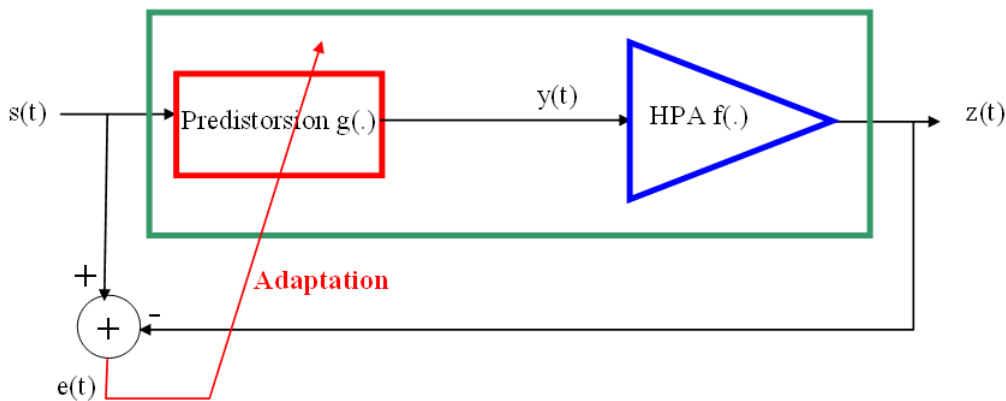 s(t)
Predistorsion g(.)
y(t)
HPA f(.)
z(t)
Adaptation
+
-
+
e(t)